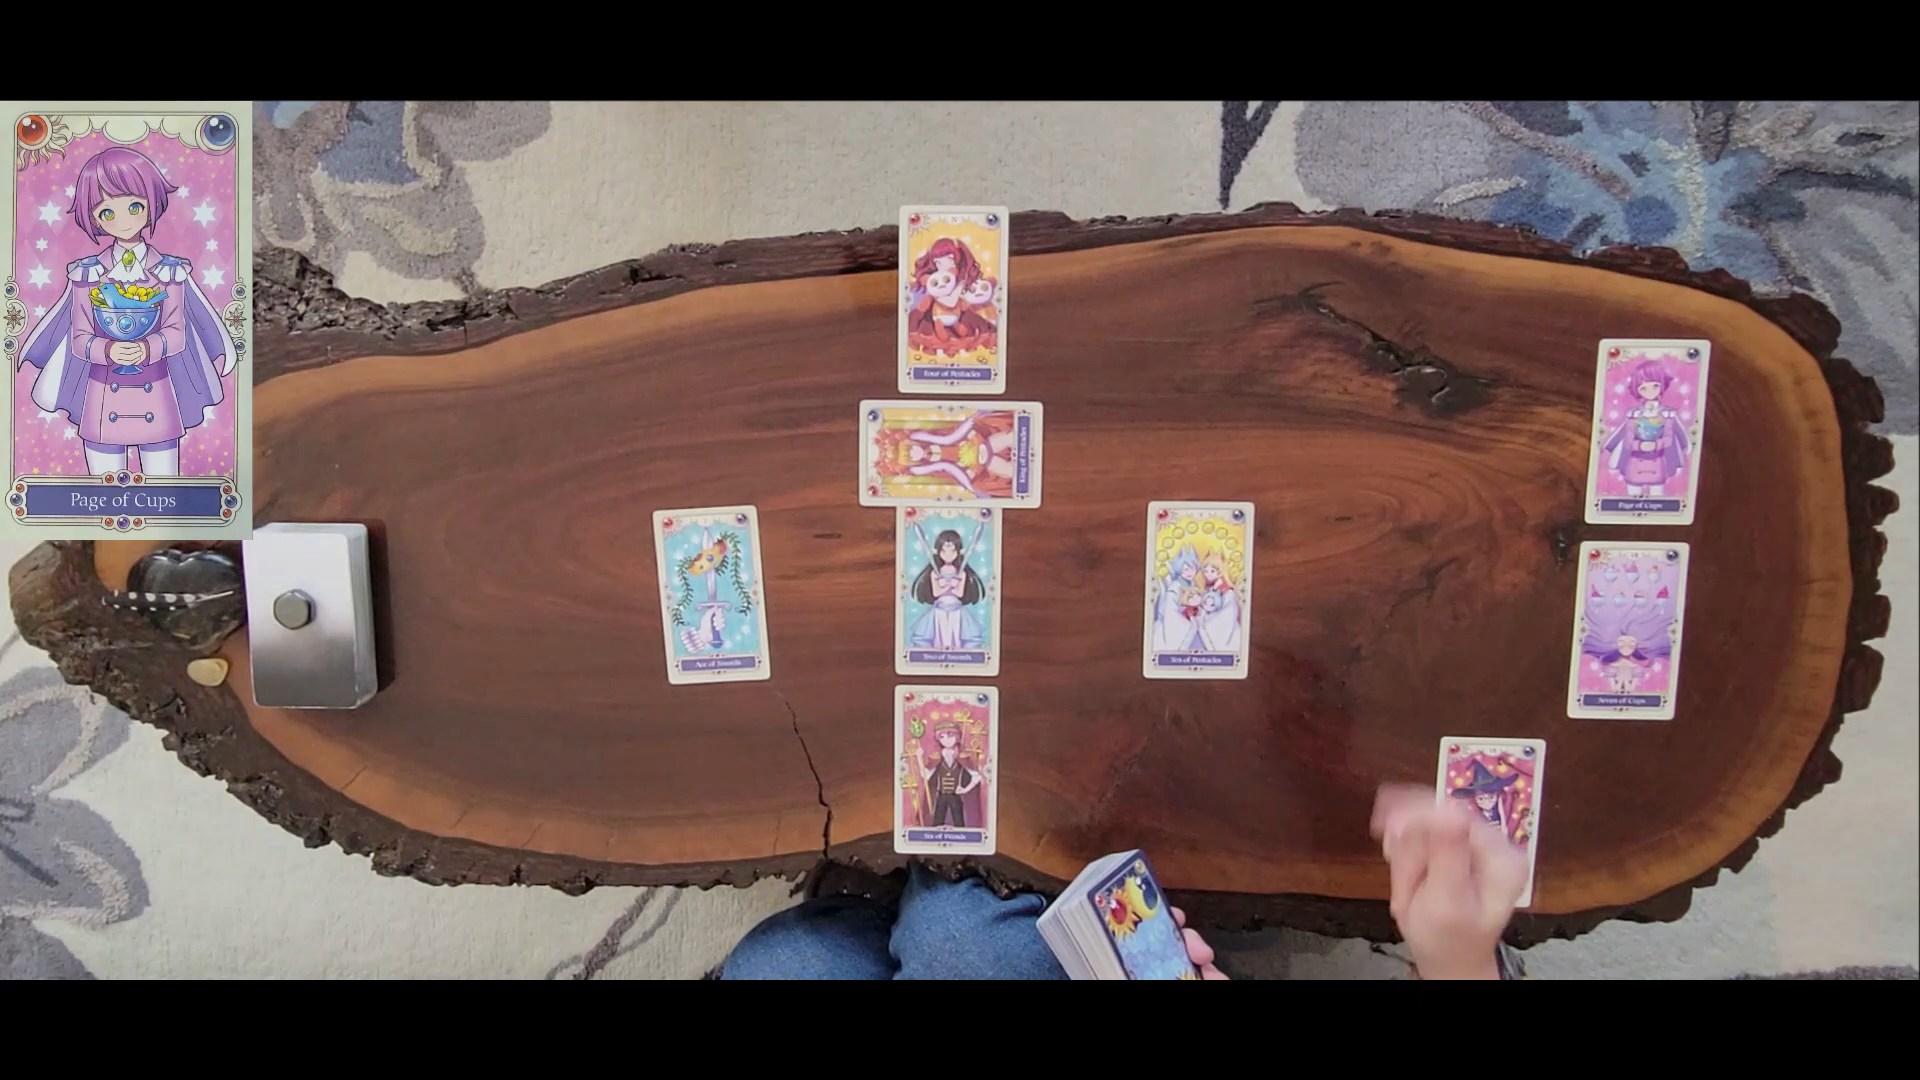 Page of Cups
Four of Pentacles
King of Pentacles
Page of Cups
Ace of Swords
Two of Swords
Ten of Pentacles
Seven of Cups
Six of Wands